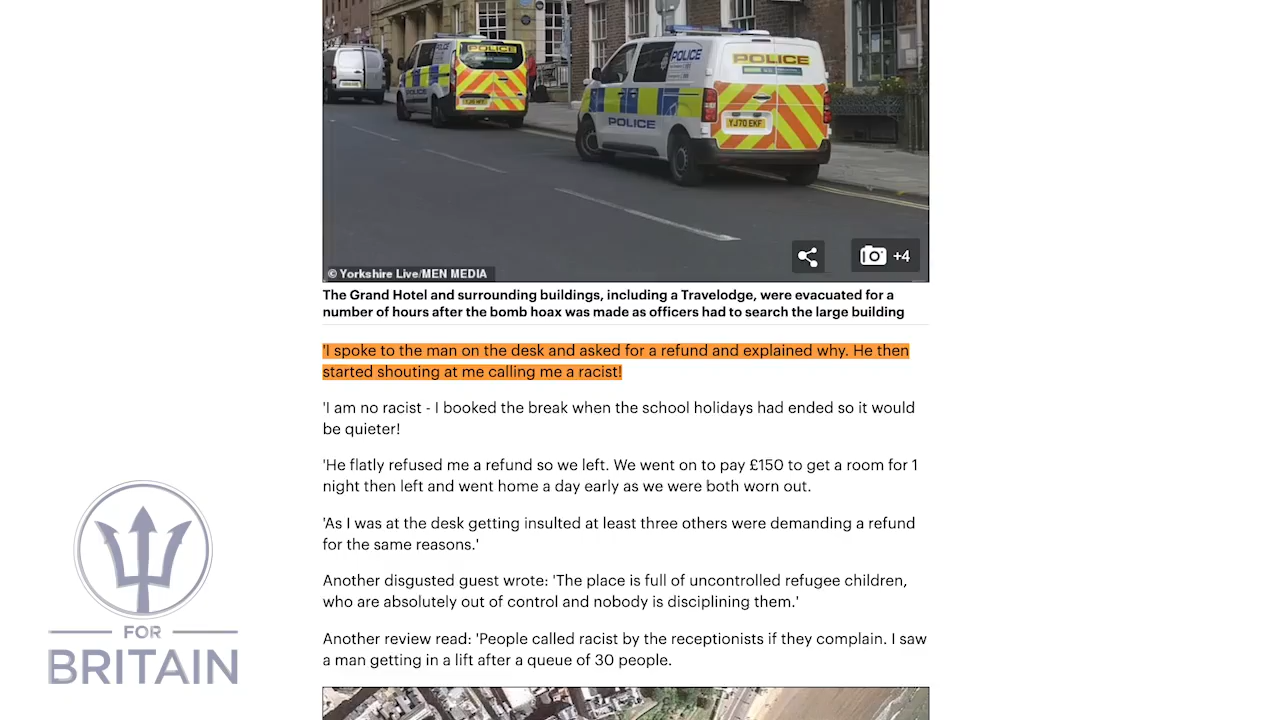 POLICE
POLICE
POLICE
POLICE
POLICE
YJ70 EKF
+4
© Yorkshire Live/MEN MEDIA
The Grand Hotel and surrounding buildings, including a Travelodge, were evacuated for a
number of hours after the bomb hoax was made as officers had to search the large building
'I spoke to the man on the desk and asked for a refund and explained why. He then
started shouting at me calling me a racist!
'I am no racist - I booked the break when the school holidays had ended so it would
be quieter!
'He flatly refused me a refund so we left. We went on to pay £150 to get a room for 1
night then left and went home a day early as we were both worn out.
'As I was at the desk getting insulted at least three others were demanding a refund
for the same reasons.'
Another disgusted guest wrote: 'The place is full of uncontrolled refugee children,
who are absolutely out of control and nobody is disciplining them.'
Another review read: 'People called racist by the receptionists if they complain. I saw
a man getting in a lift after a queue of 30 people.
FOR
BRITAIN